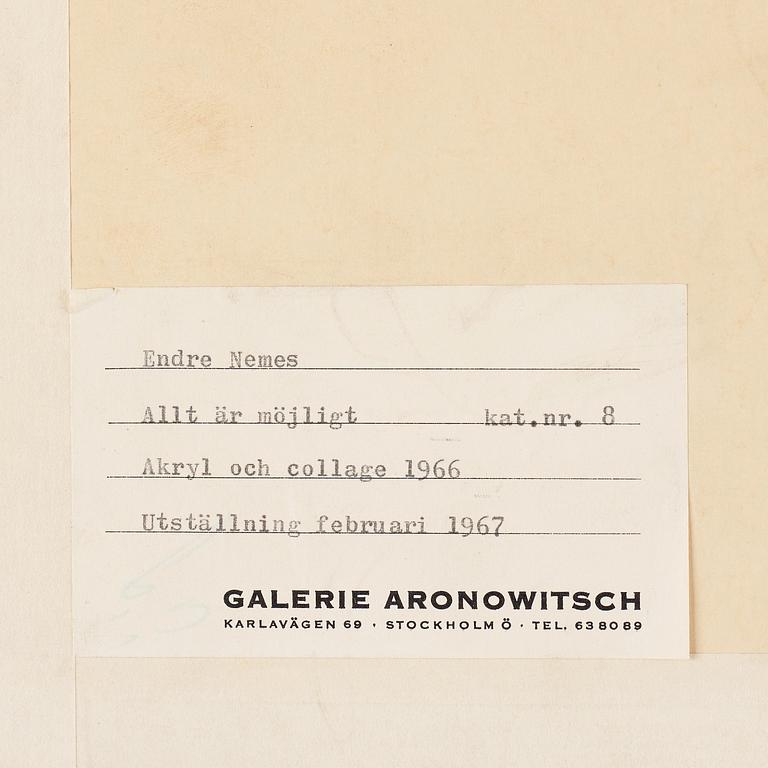 Endre Nemes
Allt är möjligt kat.nr. 8
Akryl och collage 1966
Utställning februari 1967
GALERIE ARONOWITSCH
KARLAVÄGEN 69 · STOCKHOLM Ö · TEL. 63 80 89